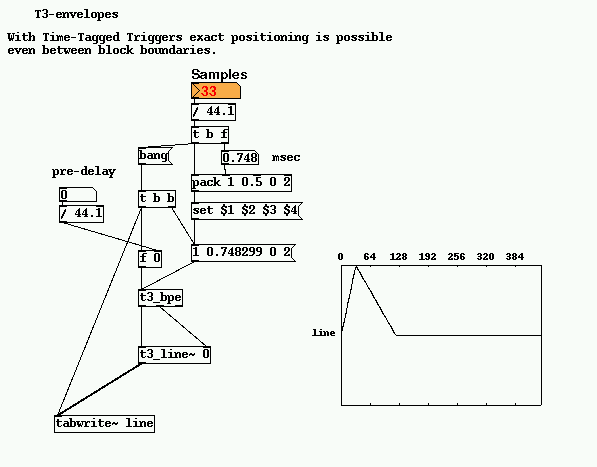 T3-envelopes
With Time-Tagged Triggers exact positioning is possible
even between block boundaries.
Samples
>33
/ 44.1
t b f
bang
0.748 msec
pre-delay
pack 1 0.5 0 2
0
t b b
/ 44.1
set $1 $2 $3 $4
1 0.748299 0 2
f 0
0 64 128 192 256 320 384
t3_bpe
line
t3_line~ 0
tabwrite~ line